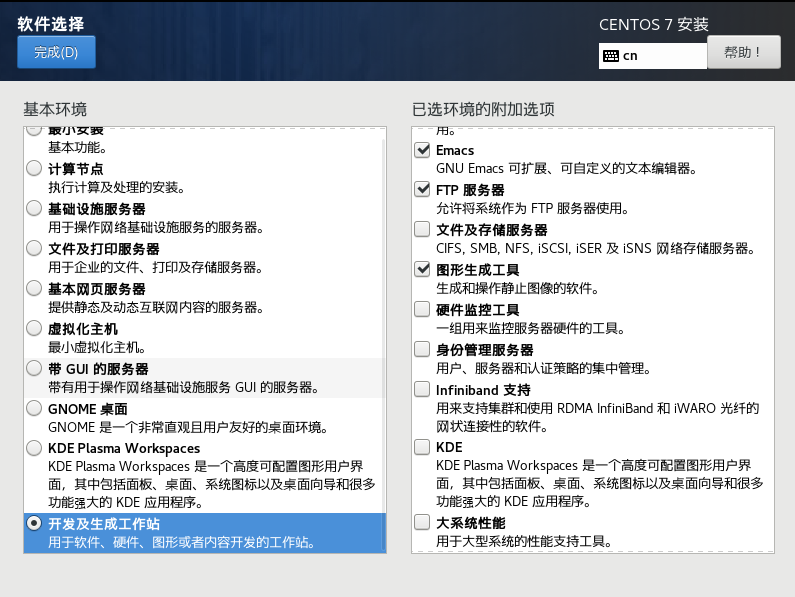 软件选择
完成(D)
CENTOS 7 安装
cn
帮助！
基本环境
最小安装
基本功能。
计算节点
执行计算及处理的安装。
基础设施服务器
用于操作网络基础设施服务的服务器。
文件及打印服务器
用于企业的文件、打印及存储服务器。
基本网页服务器
提供静态及动态互联网内容的服务器。
虚拟化主机
最小虚拟化主机。
带 GUI 的服务器
带有用于操作网络基础设施服务 GUI 的服务器。
GNOME 桌面
GNOME 是一个非常直观且用户友好的桌面环境。
KDE Plasma Workspaces
KDE Plasma Workspaces 是一个高度可配置图形用户界
面，其中包括面板、桌面、系统图标以及桌面向导和很多
功能强大的 KDE 应用程序。
开发及生成工作站
用于软件、硬件、图形或者内容开发的工作站。
已选环境的附加选项
用。
Emacs
GNU Emacs 可扩展、可自定义的文本编辑器。
FTP 服务器
允许将系统作为 FTP 服务器使用。
文件及存储服务器
CIFS, SMB, NFS, iSCSI, iSER 及 iSNS 网络存储服务器。
图形生成工具
生成和操作静止图像的软件。
硬件监控工具
一组用来监控服务器硬件的工具。
身份管理服务器
用户、服务器和认证策略的集中管理。
Infiniband 支持
用来支持集群和使用 RDMA InfiniBand 和 iWARO 光纤的
网状连接性的软件。
KDE
KDE Plasma Workspaces 是一个高度可配置图形用户界
面，其中包括面板、桌面、系统图标以及桌面向导和很多
功能强大的 KDE 应用程序。
大系统性能
用于大型系统的性能支持工具。